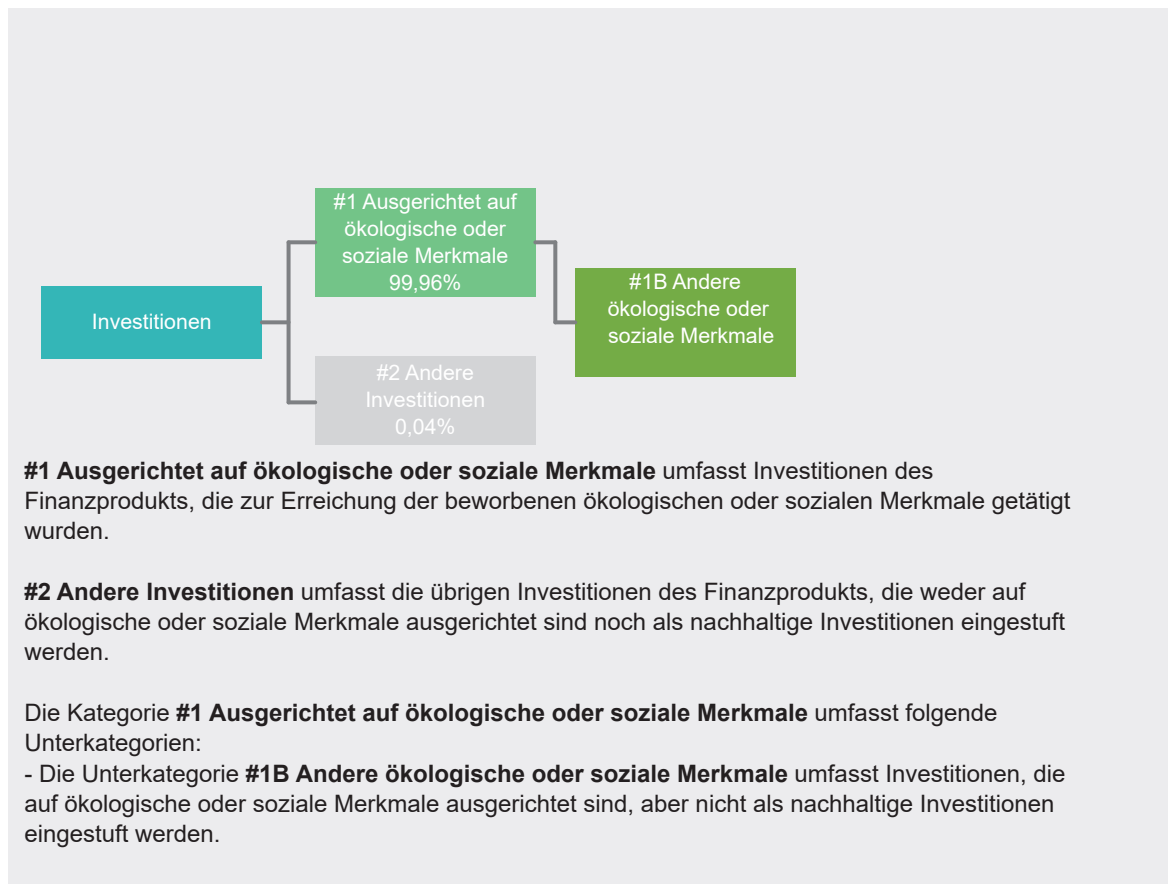 #1 Ausgerichtet auf
ökologische oder
soziale Merkmale
99,96%
#1B Andere
ökologische oder
soziale Merkmale
Investitionen
#2 Andere
Investitionen
0,04%
#1 Ausgerichtet auf ökologische oder soziale Merkmale umfasst Investitionen des
Finanzprodukts, die zur Erreichung der beworbenen ökologischen oder sozialen Merkmale getätigt
wurden.
#2 Andere Investitionen umfasst die übrigen Investitionen des Finanzprodukts, die weder auf
ökologische oder soziale Merkmale ausgerichtet sind noch als nachhaltige Investitionen eingestuft
werden.
Die Kategorie #1 Ausgerichtet auf ökologische oder soziale Merkmale umfasst folgende
Unterkategorien:
- Die Unterkategorie #1B Andere ökologische oder soziale Merkmale umfasst Investitionen, die
auf ökologische oder soziale Merkmale ausgerichtet sind, aber nicht als nachhaltige Investitionen
eingestuft werden.